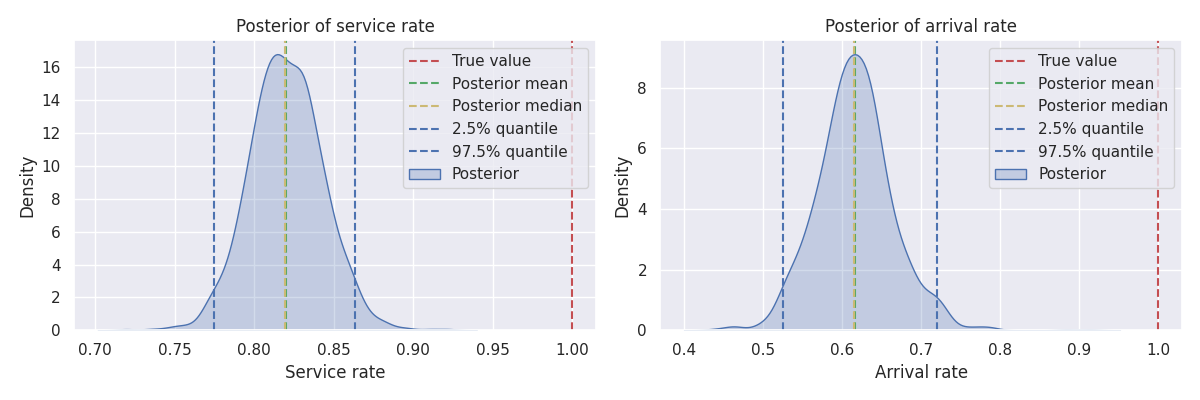 Posterior of service rate
Density
16
14
12
10
8
6
4
2
0
0.70
0.75
0.80
0.85
0.90
0.95
1.00
Service rate
True value
Posterior mean
Posterior median
2.5% quantile
97.5% quantile
Posterior
Posterior of arrival rate
Density
8
6
4
2
0
0.4
0.5
0.6
0.7
0.8
0.9
1.0
Arrival rate
True value
Posterior mean
Posterior median
2.5% quantile
97.5% quantile
Posterior